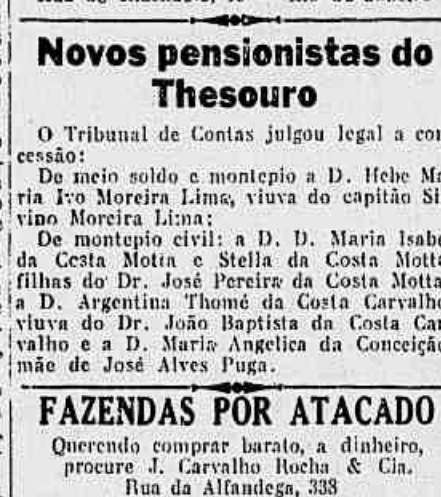 Novos pensionistas do
Thesouro
O Tribunal de Contas julgou legal a con
cessão:
De meio soldo e montepio a D. Hebe Ma
ria Ivo Moreira Lima, viuva do capitão Si
vino Moreira Lima;
De montepio civil: a D. D. Maria Isabe
da Costa Motta e Stella da Costa Motta
filhas do Dr. José Pereira da Costa Motta
a D. Argentina Thomé da Costa Carvalho
viuva do Dr. João Baptista da Costa Car
valho e a D. Maria Angelica da Conceição
mãe de José Alves Puga.
FAZENDAS POR ATACADO
Querendo comprar barato, a dinheiro,
procure J. Carvalho Rocha & Cia.
Rua da Alfandega, 338